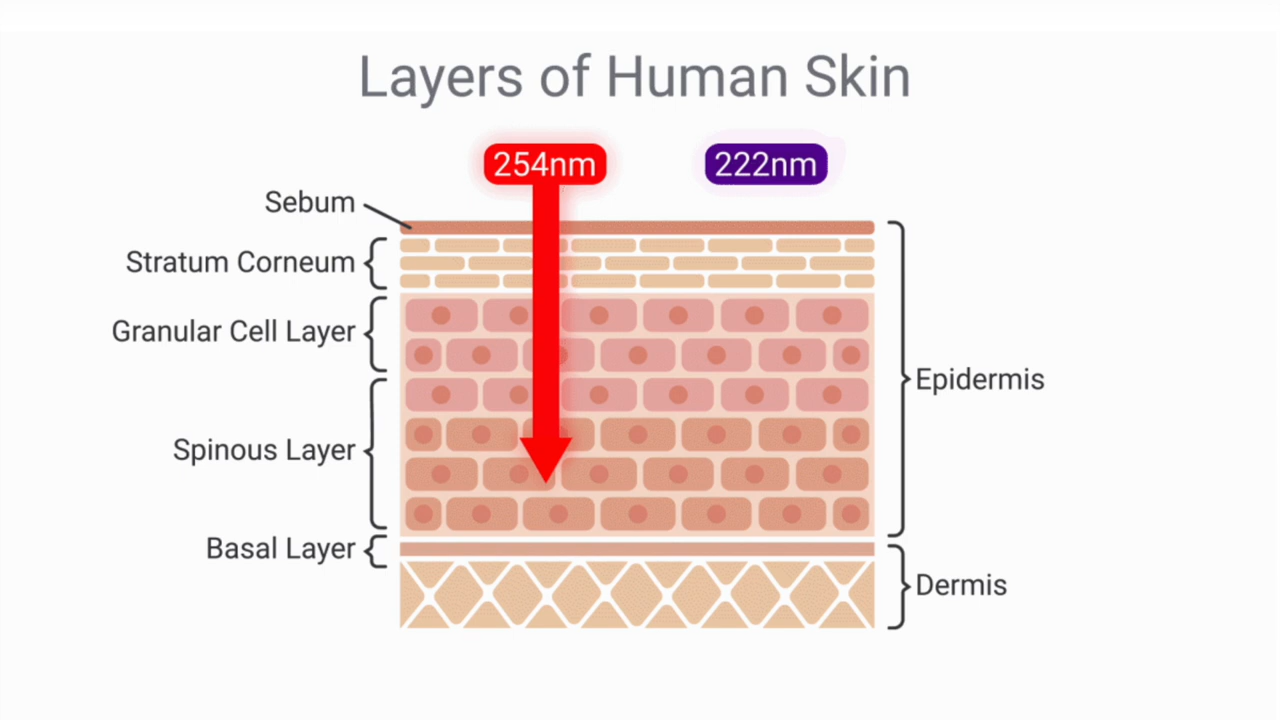 Layers of Human Skin
254nm
222nm
Sebum
Stratum Corneum
Granular Cell Layer
Epidermis
Spinous Layer
Basal Layer
Dermis